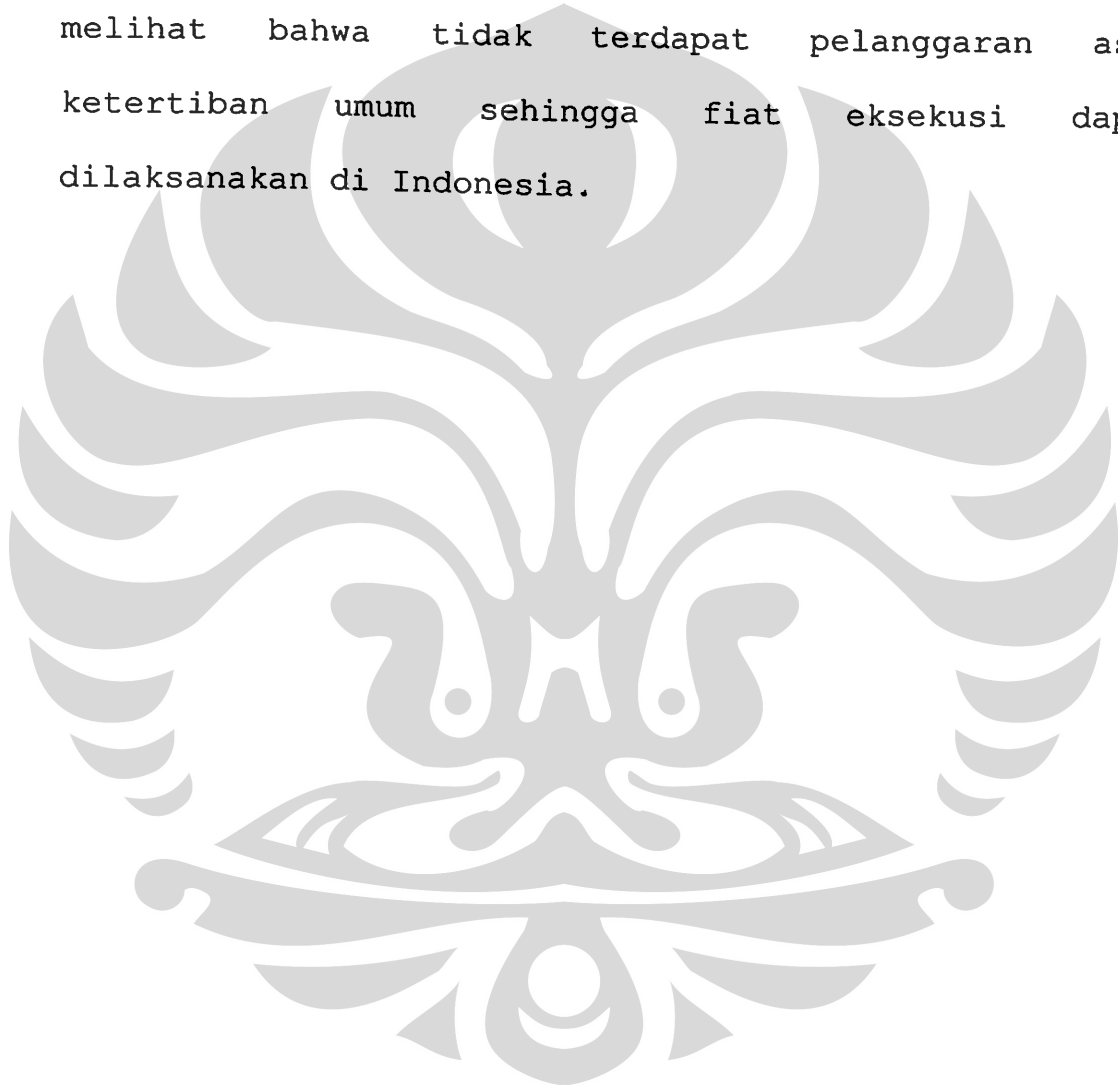 melihat bahwa tidak terdapat pelanggaran
ketertiban umum sehingga fiat eksekusi
dilaksanakan di Indonesia.